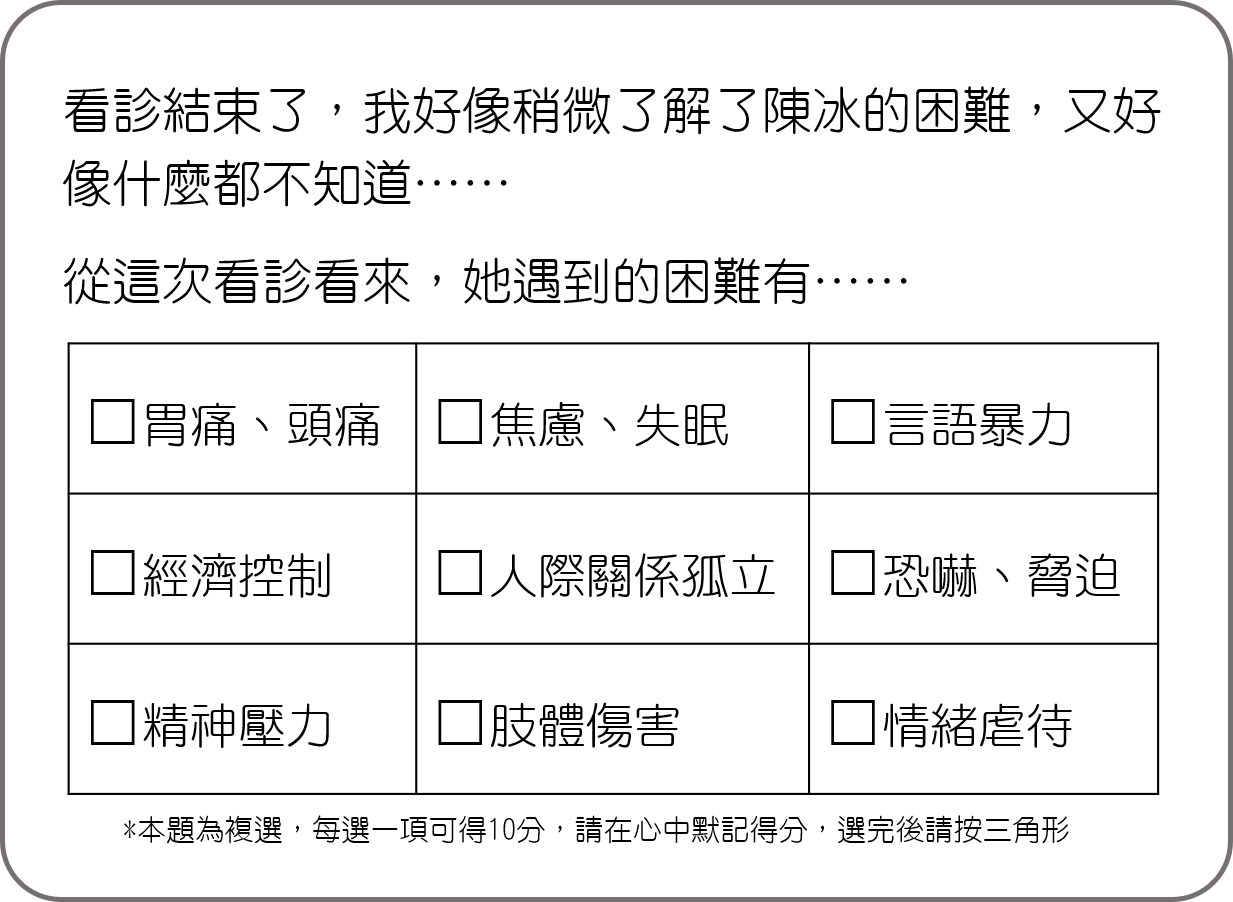 看診結束了，我好像稍微了解了陳冰的困難，又好
像什麼都不知道……
從這次看診看來，她遇到的困難有……
□胃痛、頭痛
□焦慮、失眠
□言語暴力
□經濟控制
□人際關係孤立
□恐嚇、脅迫
□精神壓力
□肢體傷害
□情緒虐待
*本題為複選，每選一項可得10分，請在心中默記得分，選完後請按三角形